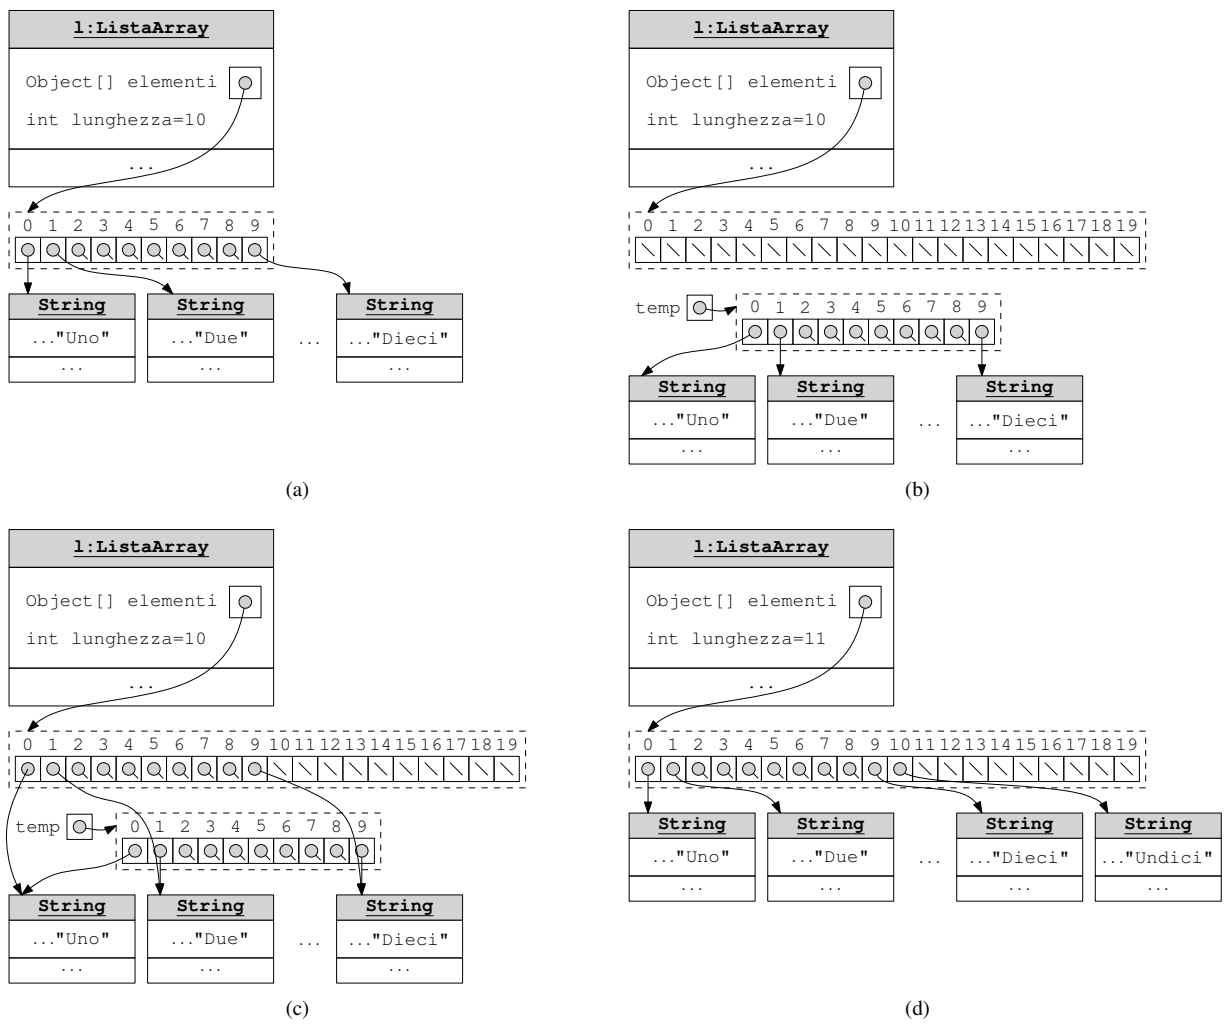 l:ListaArray
Object[] elementi
int lunghezza=10
...
0 1 2 3 4 5 6 7 8 9
String String String
..."Uno" ..."Due" ... ..."Dieci"
... ... ...
(a)
l:ListaArray
Object[] elementi
int lunghezza=10
...
0 1 2 3 4 5 6 7 8 9 10 11 12 13 14 15 16 17 18 19
temp 0 1 2 3 4 5 6 7 8 9
String String String
..."Uno" ..."Due" ... ..."Dieci"
... ... ...
(b)
l:ListaArray
Object[] elementi
int lunghezza=10
...
0 1 2 3 4 5 6 7 8 9 10 11 12 13 14 15 16 17 18 19
temp 0 1 2 3 4 5 6 7 8 9
String String String
..."Uno" ..."Due" ... ..."Dieci"
... ... ...
(c)
l:ListaArray
Object[] elementi
int lunghezza=11
...
0 1 2 3 4 5 6 7 8 9 10 11 12 13 14 15 16 17 18 19
String String String String
..."Uno" ..."Due" ... ..."Dieci" ..."Undici"
... ... ... ...
(d)